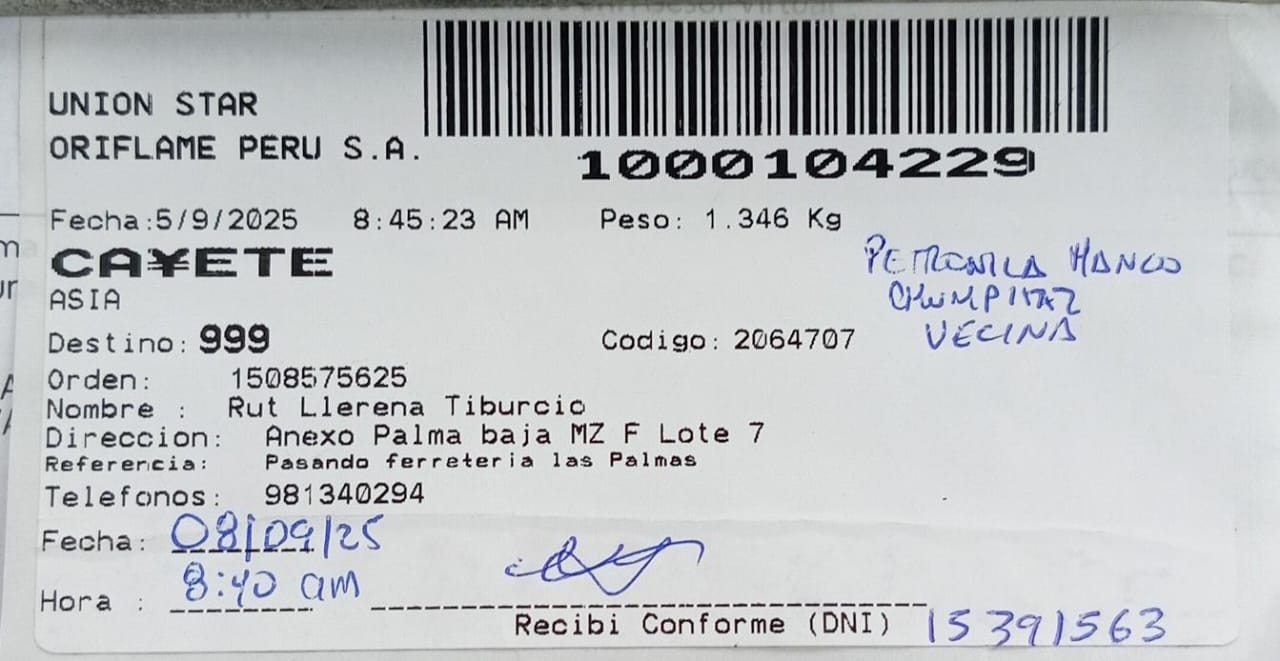 UNION STAR
ORIFLAME PERU S.A.
1000104229
Fecha:5/9/2025 8:45:23 AM Peso: 1.346 Kg
CA¥ETE
ASIA
PETRONILA MANCO
CHUMPITAZ
VECINA
Destino: 999 Codigo: 2064707
Orden: 1508575625
Nombre : Rut Llerena Tiburcio
Direccion: Anexo Palma baja MZ F Lote 7
Referencia: Pasando ferreteria las Palmas
Telefonos: 981340294
Fecha: 08/09/25
Hora : 8:40 am
Recibi Conforme (DNI) 15391563